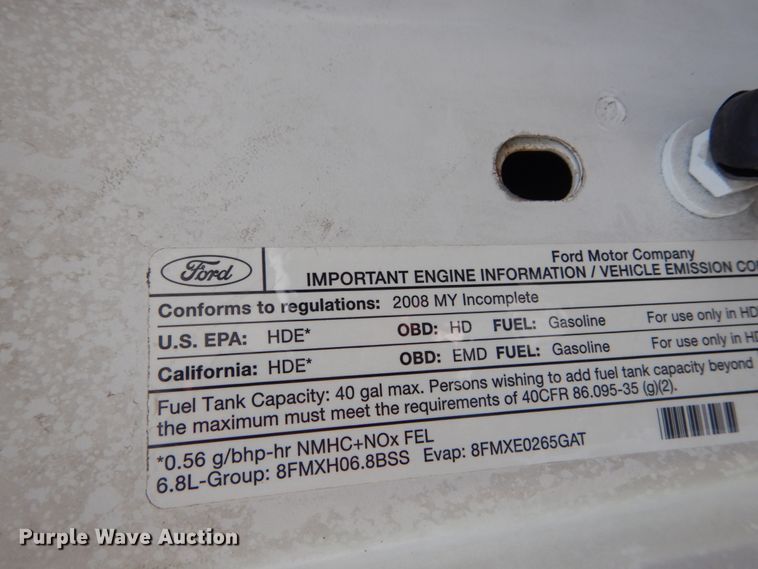 Ford
Ford Motor Company
IMPORTANT ENGINE INFORMATION / VEHICLE EMISSION CO
Conforms to regulations: 2008 MY Incomplete
U.S. EPA: HDE* OBD: HD FUEL: Gasoline For use only in HD
California: HDE* OBD: EMD FUEL: Gasoline For use only in HD
Fuel Tank Capacity: 40 gal max. Persons wishing to add fuel tank capacity beyond
the maximum must meet the requirements of 40CFR 86.095-35 (g)(2).
*0.56 g/bhp-hr NMHC+NOx FEL
6.8L-Group: 8FMXH06.8BSS Evap: 8FMXE0265GAT
Purple Wave Auction